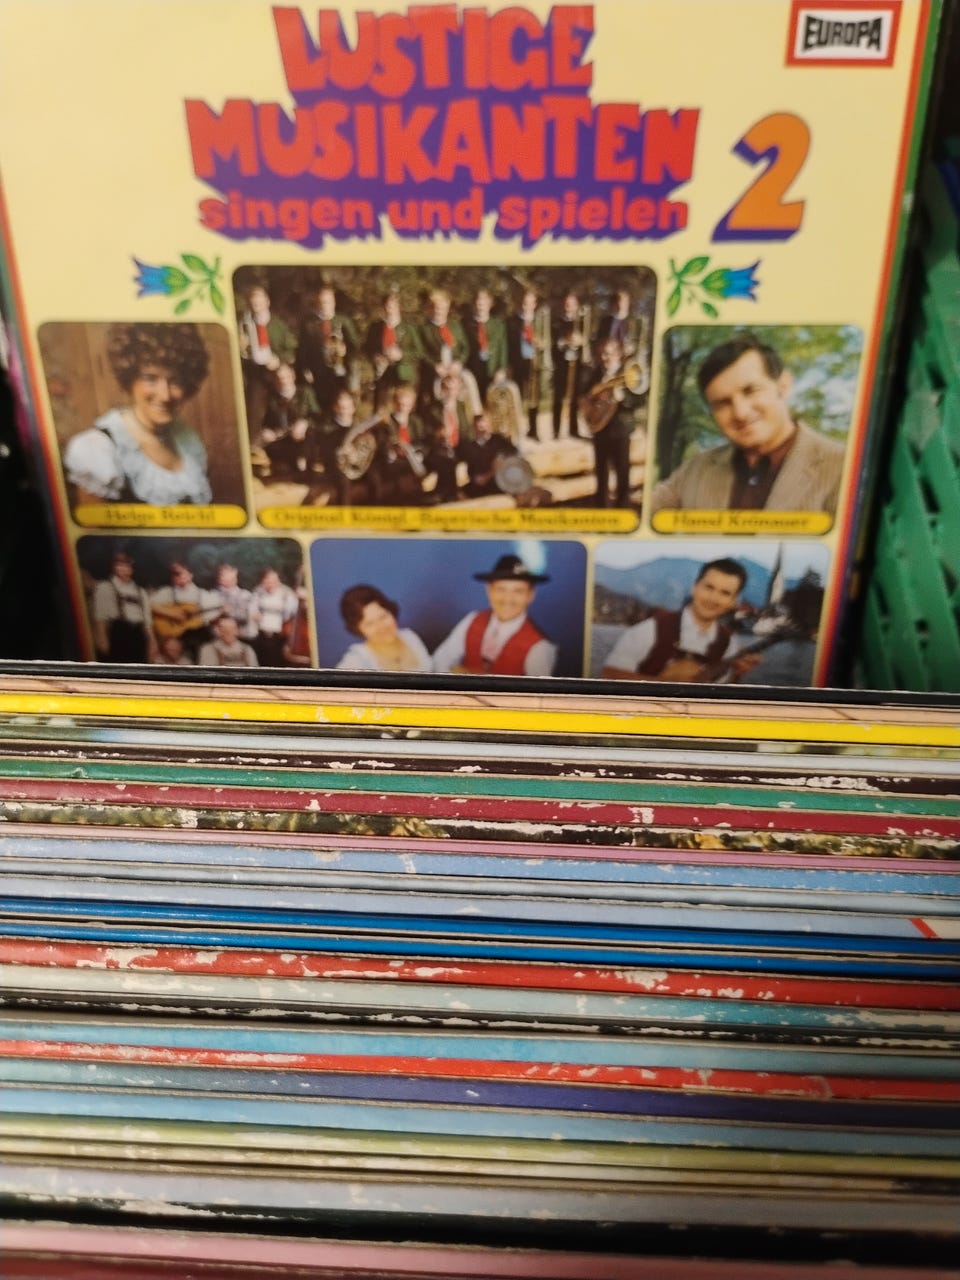 LUSTIGE
EUROPA
MUSIKANTEN
2
singen und spielen
Helga Reichl
Original Königl. Bayerische Musikanten
Hansl Krönauer